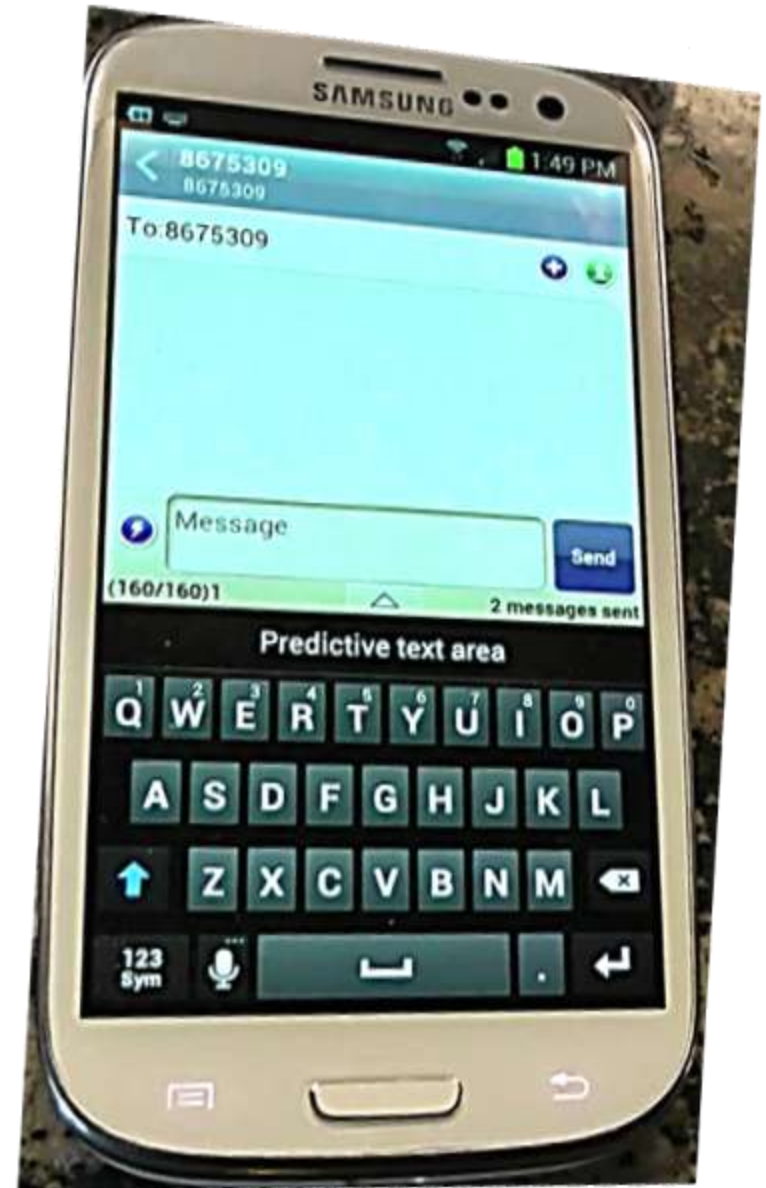 SAMSUNG
1:49 PM
8675309
8675309
To:8675309
Message
Send
(160/160)1
2 messages sent
Predictive text area
1 2 3 4 5 6 7 8 9 0
Q W E R T Y U I O P
A S D F G H J K L
Z X C V B N M
123
Sym
.